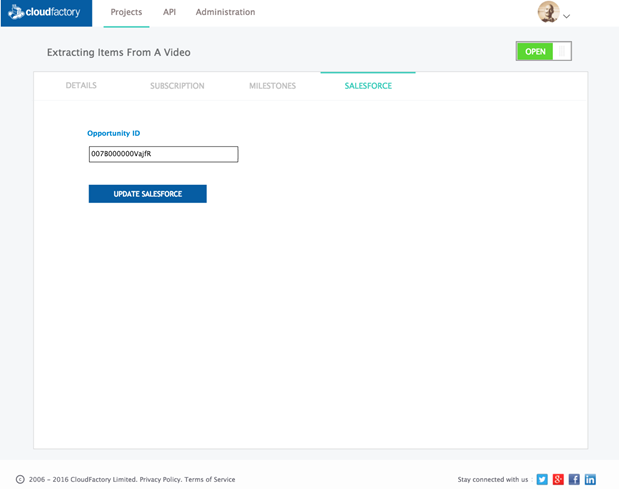 cloudfactory
Projects API Administration
Extracting Items From A Video
OPEN
DETAILS SUBSCRIPTION MILESTONES SALESFORCE
Opportunity ID
0078000000VajfR
UPDATE SALESFORCE
© 2006 – 2016 CloudFactory Limited. Privacy Policy. Terms of Service
Stay connected with us